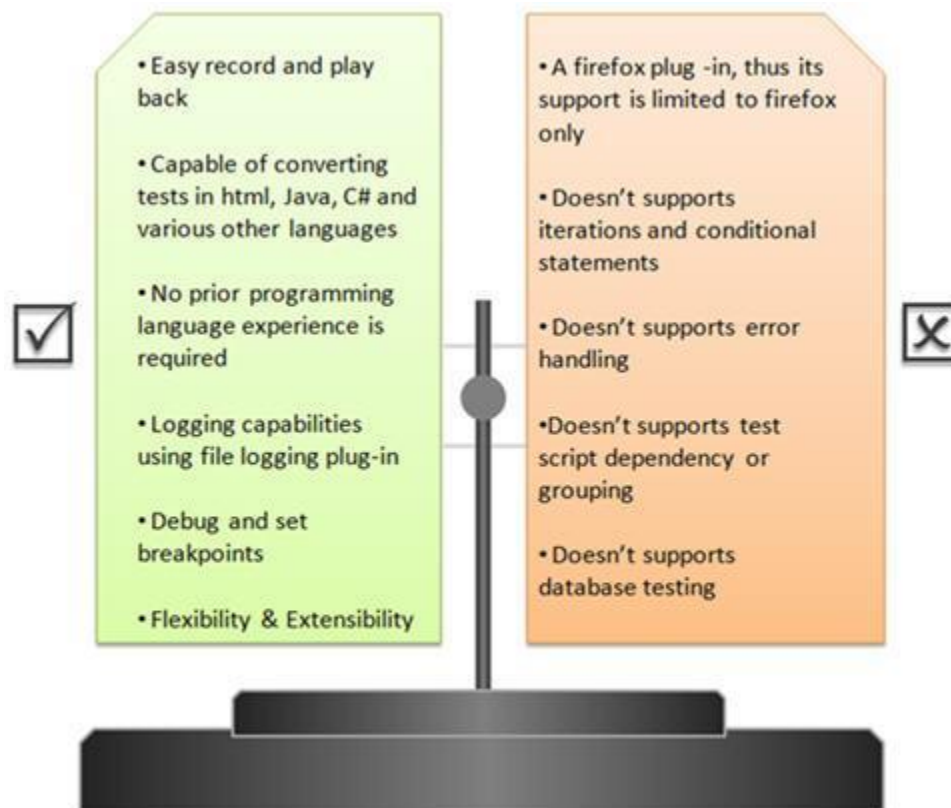 • Easy record and play
back
• Capable of converting
tests in html, Java, C# and
various other languages
• No prior programming
language experience is
required
• Logging capabilities
using file logging plug-in
• Debug and set
breakpoints
• Flexibility & Extensibility
• A firefox plug -in, thus its
support is limited to firefox
only
• Doesn't supports
iterations and conditional
statements
• Doesn't supports error
handling
•Doesn't supports test
script dependency or
grouping
• Doesn't supports
database testing